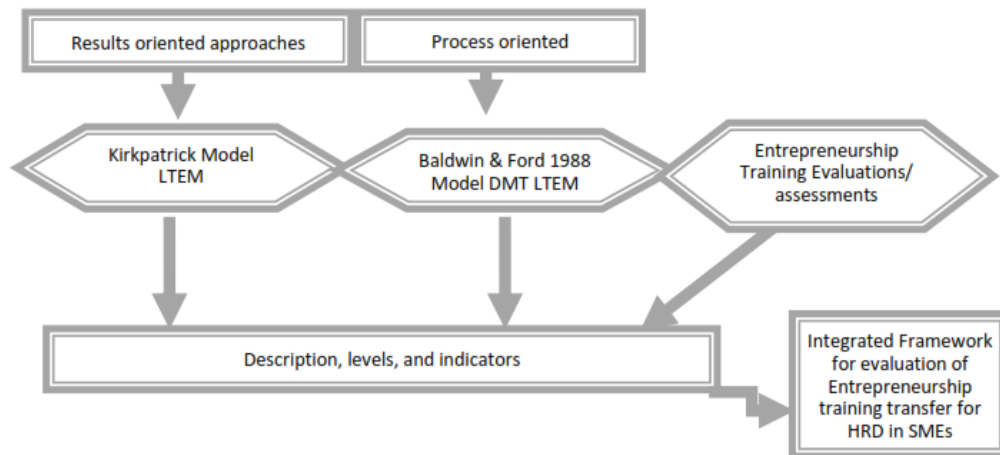 Results oriented approaches
Process oriented
Kirkpatrick Model
LTEM
Baldwin & Ford 1988
Model DMT LTEM
Entrepreneurship
Training Evaluations/
assessments
Description, levels, and indicators
Integrated Framework
for evaluation of
Entrepreneurship
training transfer for
HRD in SMEs